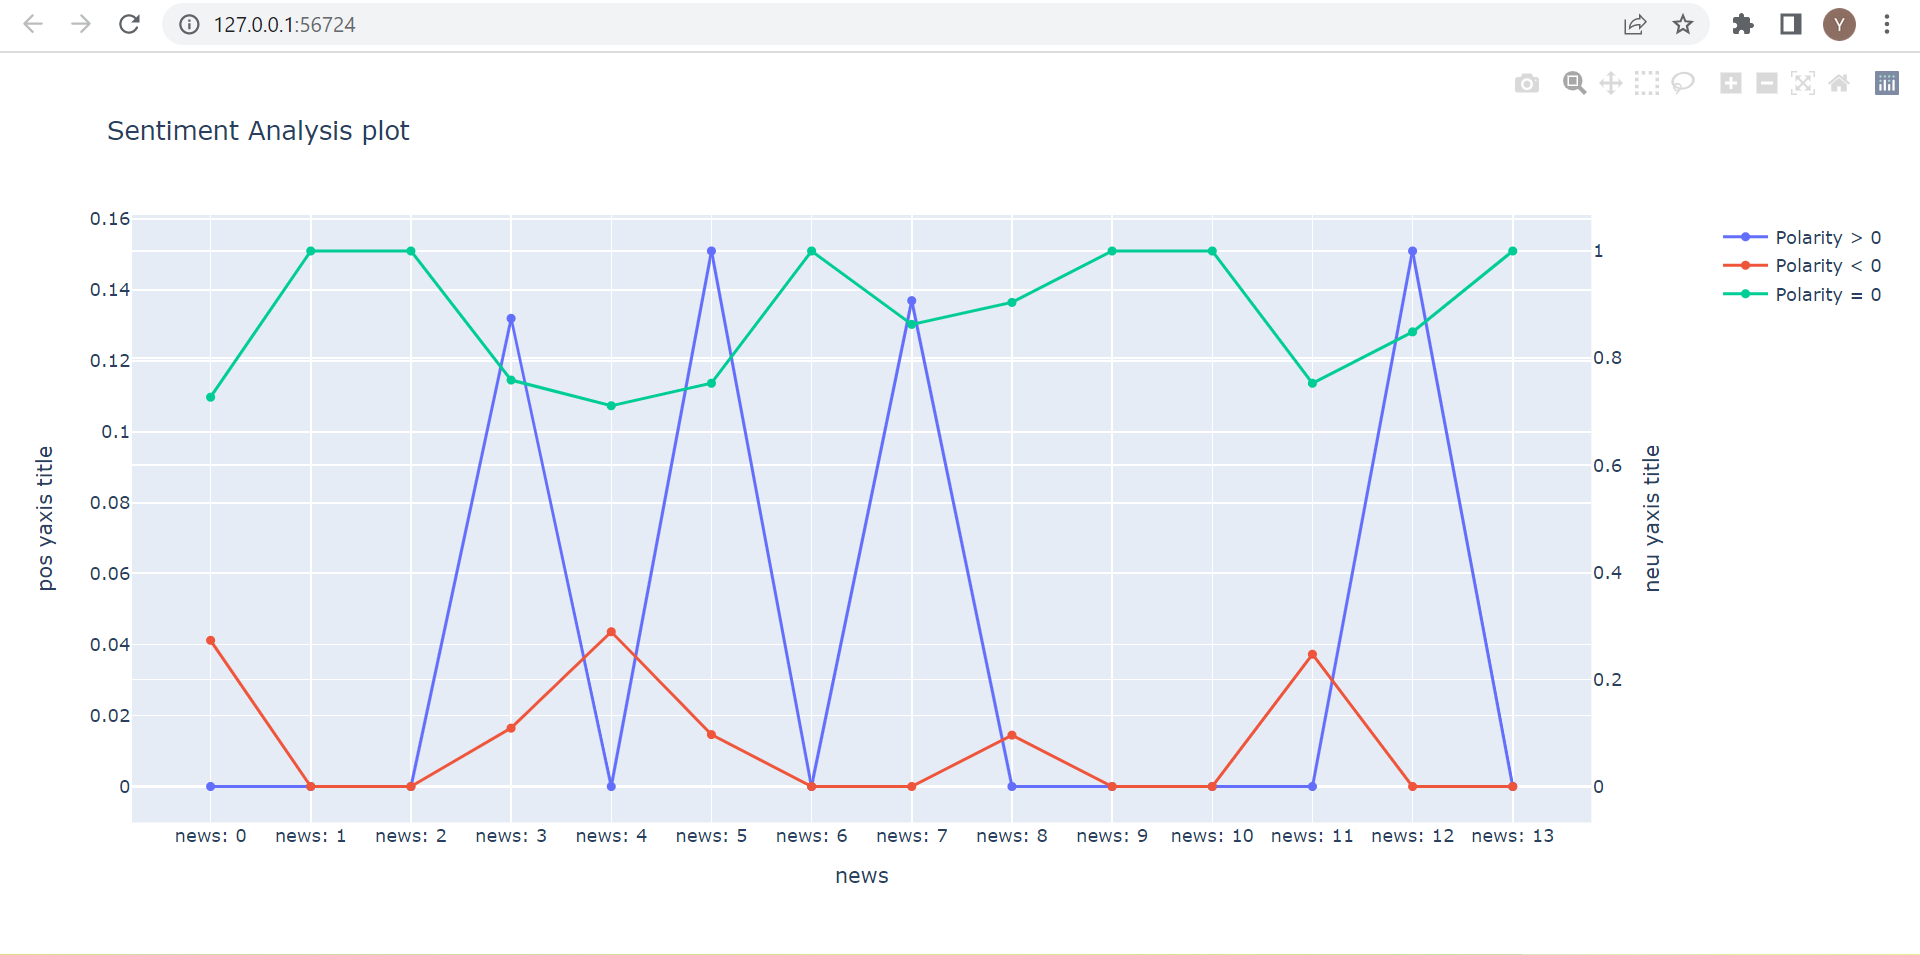 127.0.0.1:56724
Y
Sentiment Analysis plot
0.16
0.14
0.12
0.1
0.08
0.06
0.04
0.02
0
pos yaxis title
1
0.8
0.6
0.4
0.2
0
neu yaxis title
Polarity > 0
Polarity < 0
Polarity = 0
news: 0 news: 1 news: 2 news: 3 news: 4 news: 5 news: 6 news: 7 news: 8 news: 9 news: 10 news: 11 news: 12 news: 13
news